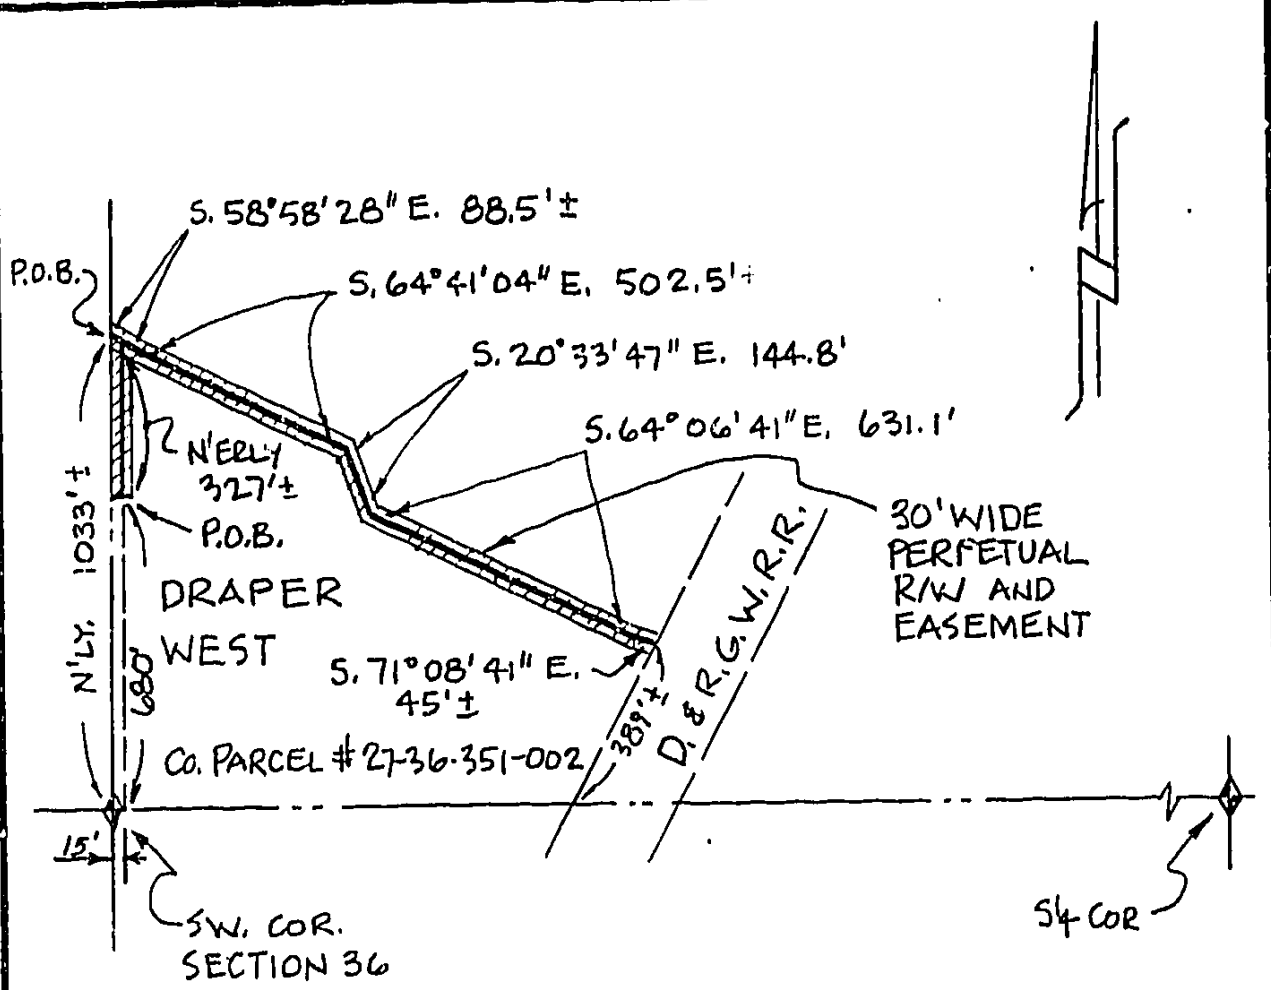 S. 58°58'28" E. 88.5'±
P.O.B.
S. 64°41'04" E. 502.5'±
S. 20°33'47" E. 144.8'
S. 64°06'41" E. 631.1'
N'ERLY
327'±
P.O.B.
30' WIDE
PERPETUAL
R/W AND
EASEMENT
N'LY. 1033'±
DRAPER
WEST
680'
S. 71°08'41" E.
45'±
389'±
D. & R.G.W.R.R.
Co. PARCEL # 27-36-351-002
15'
SW. COR.
SECTION 36
S¼ COR